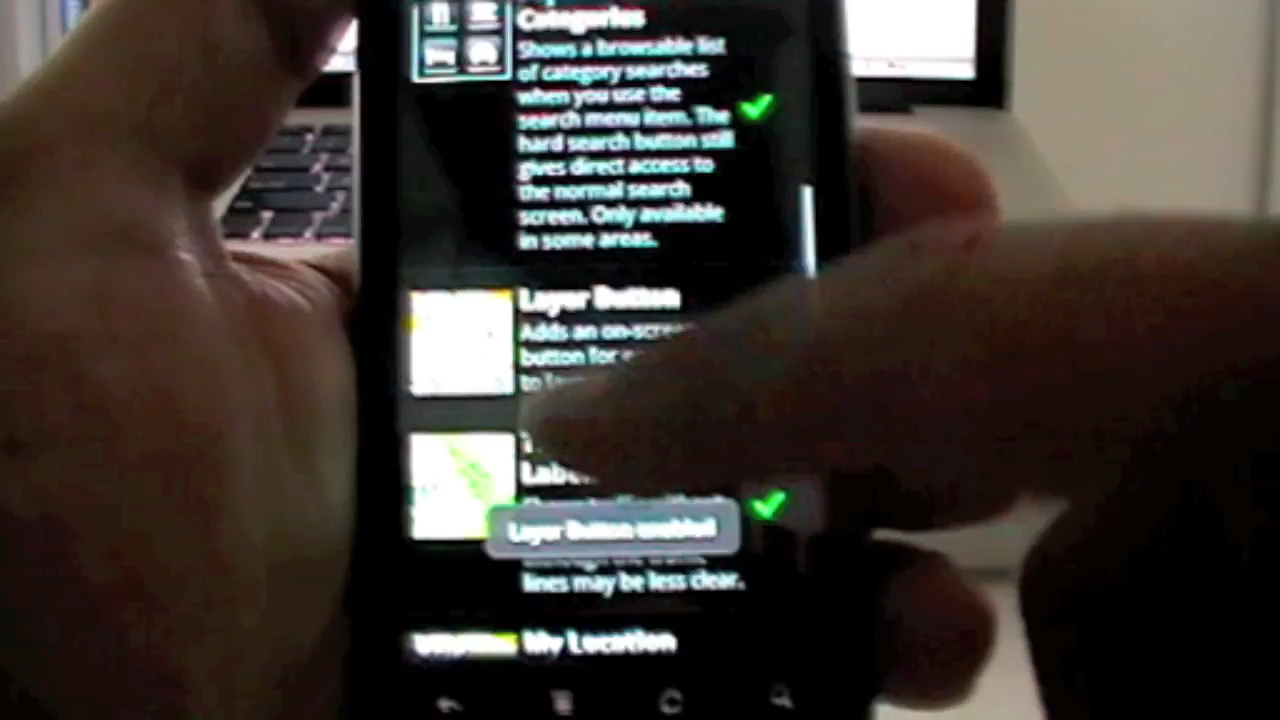 Categories
Shows a browsable list
of category searches
when you use the
search menu item. The
hard search button still
gives direct access to
the normal search
screen. Only available
in some areas.
Layer Button
Adds an on-screen
button for
to
Layer Button enabled
lines may be less clear.
My Location